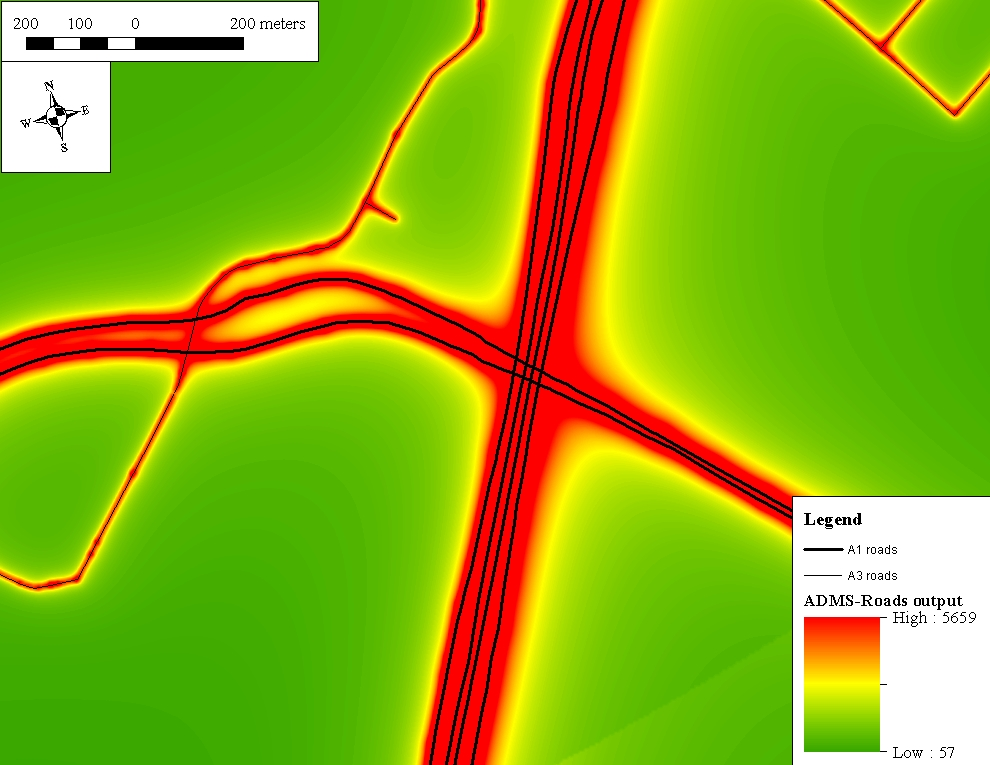 200 100 0 200 meters
N
W E
S
Legend
A1 roads
A3 roads
ADMS-Roads output
High : 5659
Low : 57